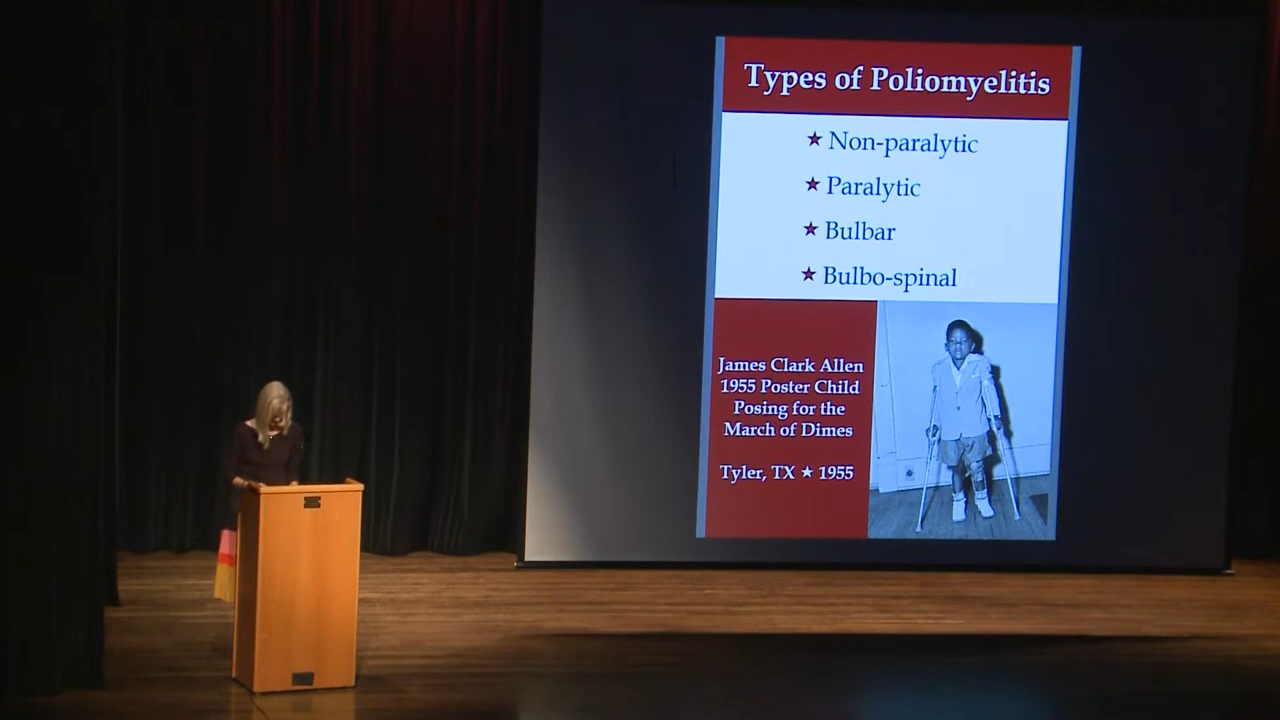 Types of Poliomyelitis
★ Non-paralytic
★ Paralytic
★ Bulbar
★ Bulbo-spinal
James Clark Allen
1955 Poster Child
Posing for the
March of Dimes
Tyler, TX ★ 1955